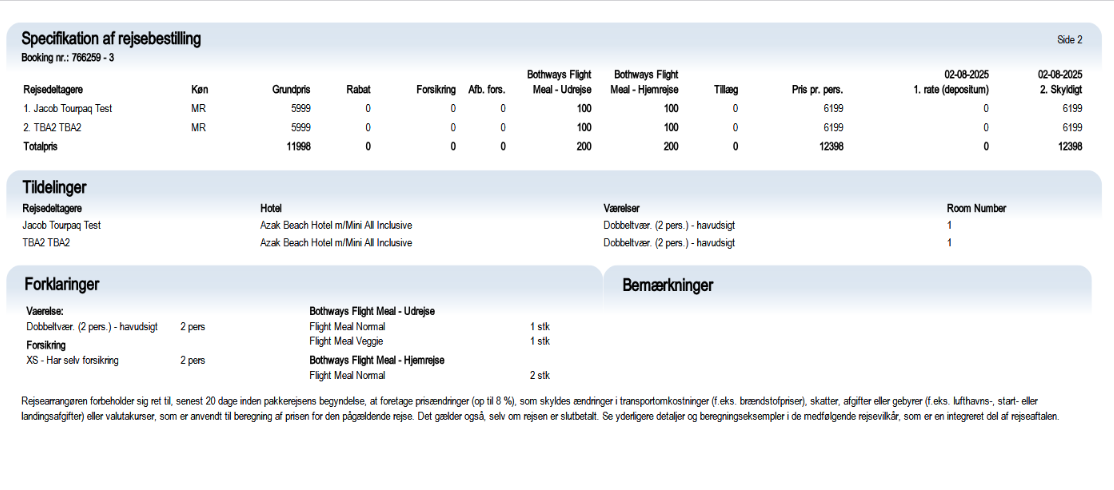 Specifikation af rejsebestilling
Side 2
Booking nr.: 766259 - 3
Bothways Flight Bothways Flight 02-08-2025 02-08-2025
Rejsedeltagere Køn Grundpris Rabat Forsikring Afb. fors. Meal - Udrejse Meal - Hjemrejse Tillæg Pris pr. pers. 1. rate (depositum) 2. Skyldigt
1. Jacob Tourpaq Test MR 5999 0 0 0 100 100 0 6199 0 6199
2. TBA2 TBA2 MR 5999 0 0 0 100 100 0 6199 0 6199
Totalpris 11998 0 0 0 200 200 0 12398 0 12398
Tildelinger
Rejsedeltagere Hotel Værelser Room Number
Jacob Tourpaq Test Azak Beach Hotel m/Mini All Inclusive Dobbeltvær. (2 pers.) - havudsigt 1
TBA2 TBA2 Azak Beach Hotel m/Mini All Inclusive Dobbeltvær. (2 pers.) - havudsigt 1
Forklaringer
Vaerelse:
Dobbeltvær. (2 pers.) - havudsigt 2 pers
Forsikring
XS - Har selv forsikring 2 pers
Bothways Flight Meal - Udrejse
Flight Meal Normal 1 stk
Flight Meal Veggie 1 stk
Bothways Flight Meal - Hjemrejse
Flight Meal Normal 2 stk
Bemærkninger
Rejsearrangøren forbeholder sig ret til, senest 20 dage inden pakkerejsens begyndelse, at foretage prisændringer (op til 8 %), som skyldes ændringer i transportomkostninger (f.eks. brændstofpriser), skatter, afgifter eller gebyrer (f.eks. lufthavns-, start- eller
landingsafgifter) eller valutakurser, som er anvendt til beregning af prisen for den pågældende rejse. Det gælder også, selv om rejsen er slutbetalt. Se yderligere detaljer og beregningseksempler i de medfølgende rejsevilkår, som er en integreret del af rejseaftalen.